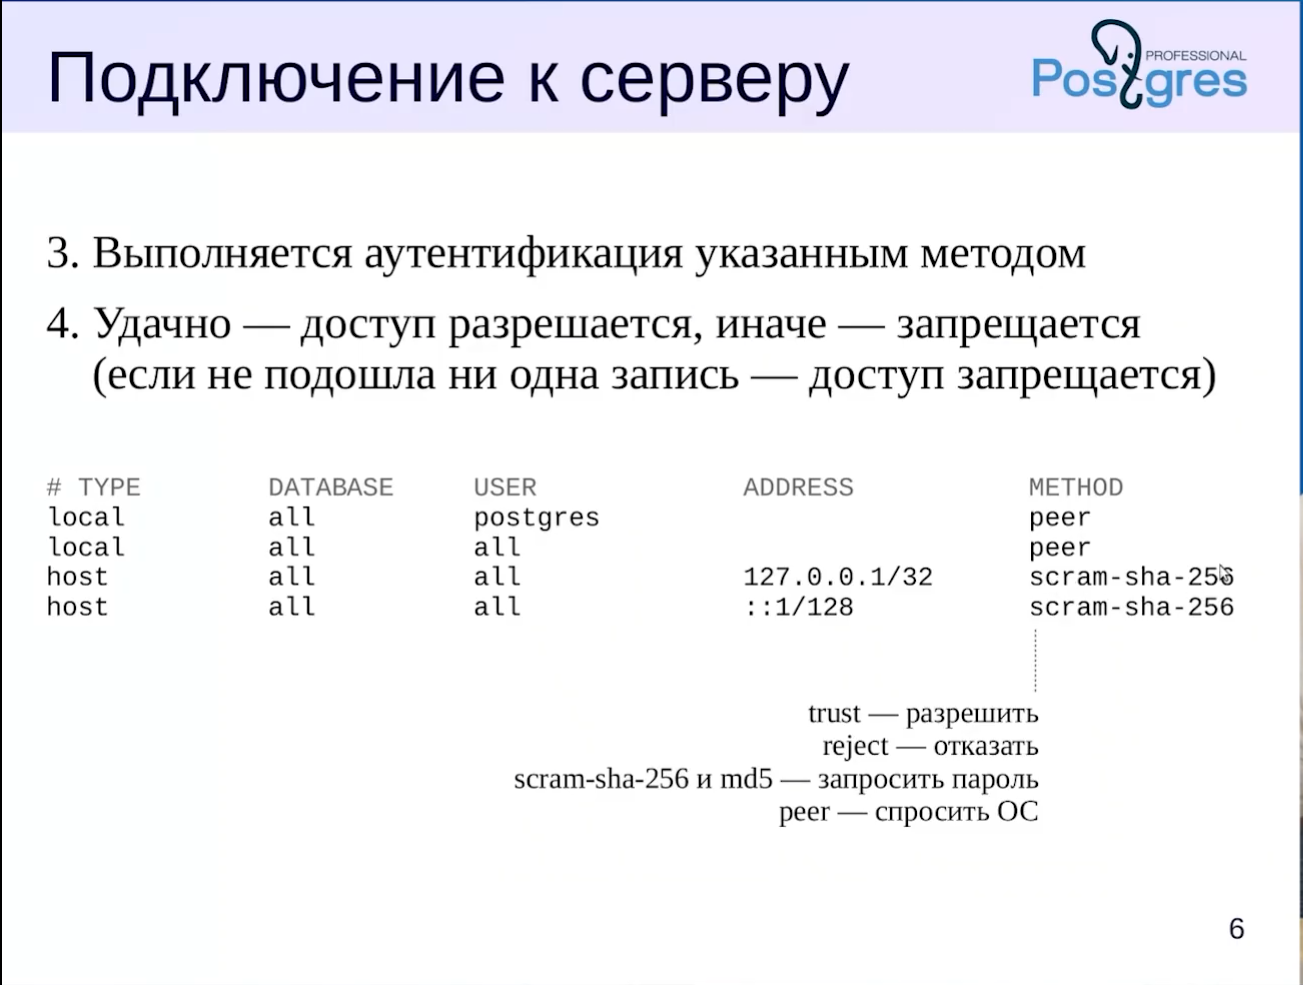 Подключение к серверу
PROFESSIONAL
Postgres
3. Выполняется аутентификация указанным методом
4. Удачно — доступ разрешается, иначе — запрещается
(если не подошла ни одна запись — доступ запрещается)
# TYPE DATABASE USER ADDRESS METHOD
local all postgres peer
local all all peer
host all all 127.0.0.1/32 scram-sha-256
host all all ::1/128 scram-sha-256
trust — разрешить
reject — отказать
scram-sha-256 и md5 — запросить пароль
peer — спросить ОС
6